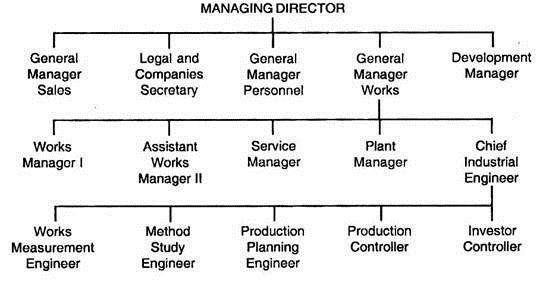 MANAGING DIRECTOR
General
Manager
Sales
Legal and
Companies
Secretary
General
Manager
Personnel
General
Manager
Works
Development
Manager
Works
Manager I
Assistant
Works
Manager II
Service
Manager
Plant
Manager
Chief
Industrial
Engineer
Works
Measurement
Engineer
Method
Study
Engineer
Production
Planning
Engineer
Production
Controller
Investor
Controller